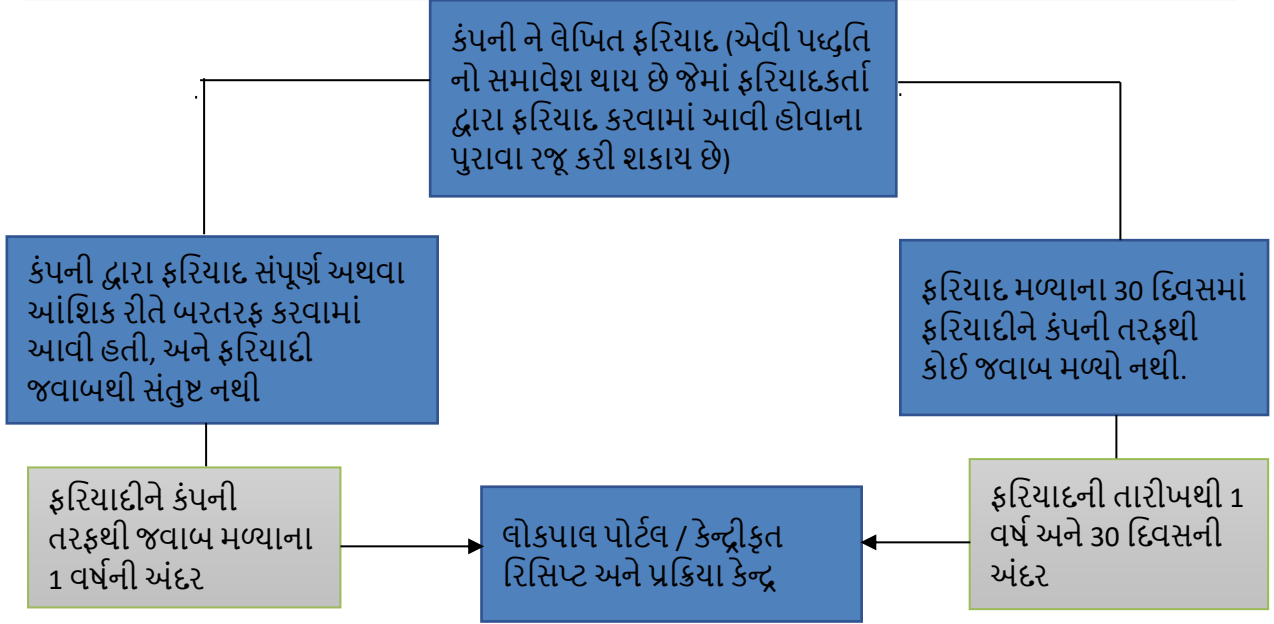 કંપની ને લેખિત ફરિયાદ (એવી પધ્દ્ધતિ
નો સમાવેશ થાય છે જેમાં ફરિયાદકર્તા
દ્વારા ફરિયાદ કરવામાં આવી હોવાના
પુરાવા રજૂ કરી શકાય છે)
કંપની દ્વારા ફરિયાદ સંપૂર્ણ અથવા
આંશિક રીતે બરતરફ કરવામાં
આવી હતી, અને ફરિયાદી
જવાબથી સંતુષ્ટ નથી
ફરિયાદ મળ્યાના 30 દિવસમાં
ફરિયાદીને કંપની તરફથી
કોઈ જવાબ મળ્યો નથી.
ફરિયાદીને કંપની
તરફથી જવાબ મળ્યાના
1 વર્ષની અંદર
લોકપાલ પોર્ટલ / કેન્દ્રીકૃત
રિસિપ્ટ અને પ્રક્રિયા કેન્દ્ર
ફરિયાદની તારીખથી 1
વર્ષ અને 30 દિવસની
અંદર